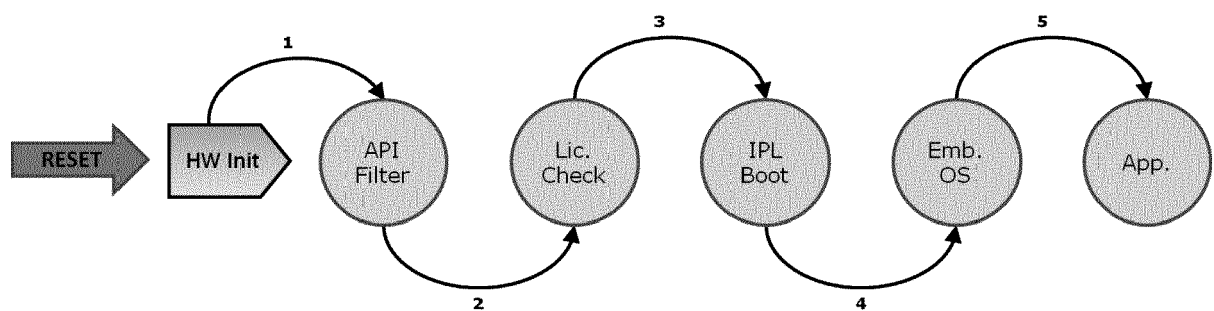 1
3
5
RESET
HW Init
API
Filter
Lic.
Check
IPL
Boot
Emb.
OS
App.
2
4